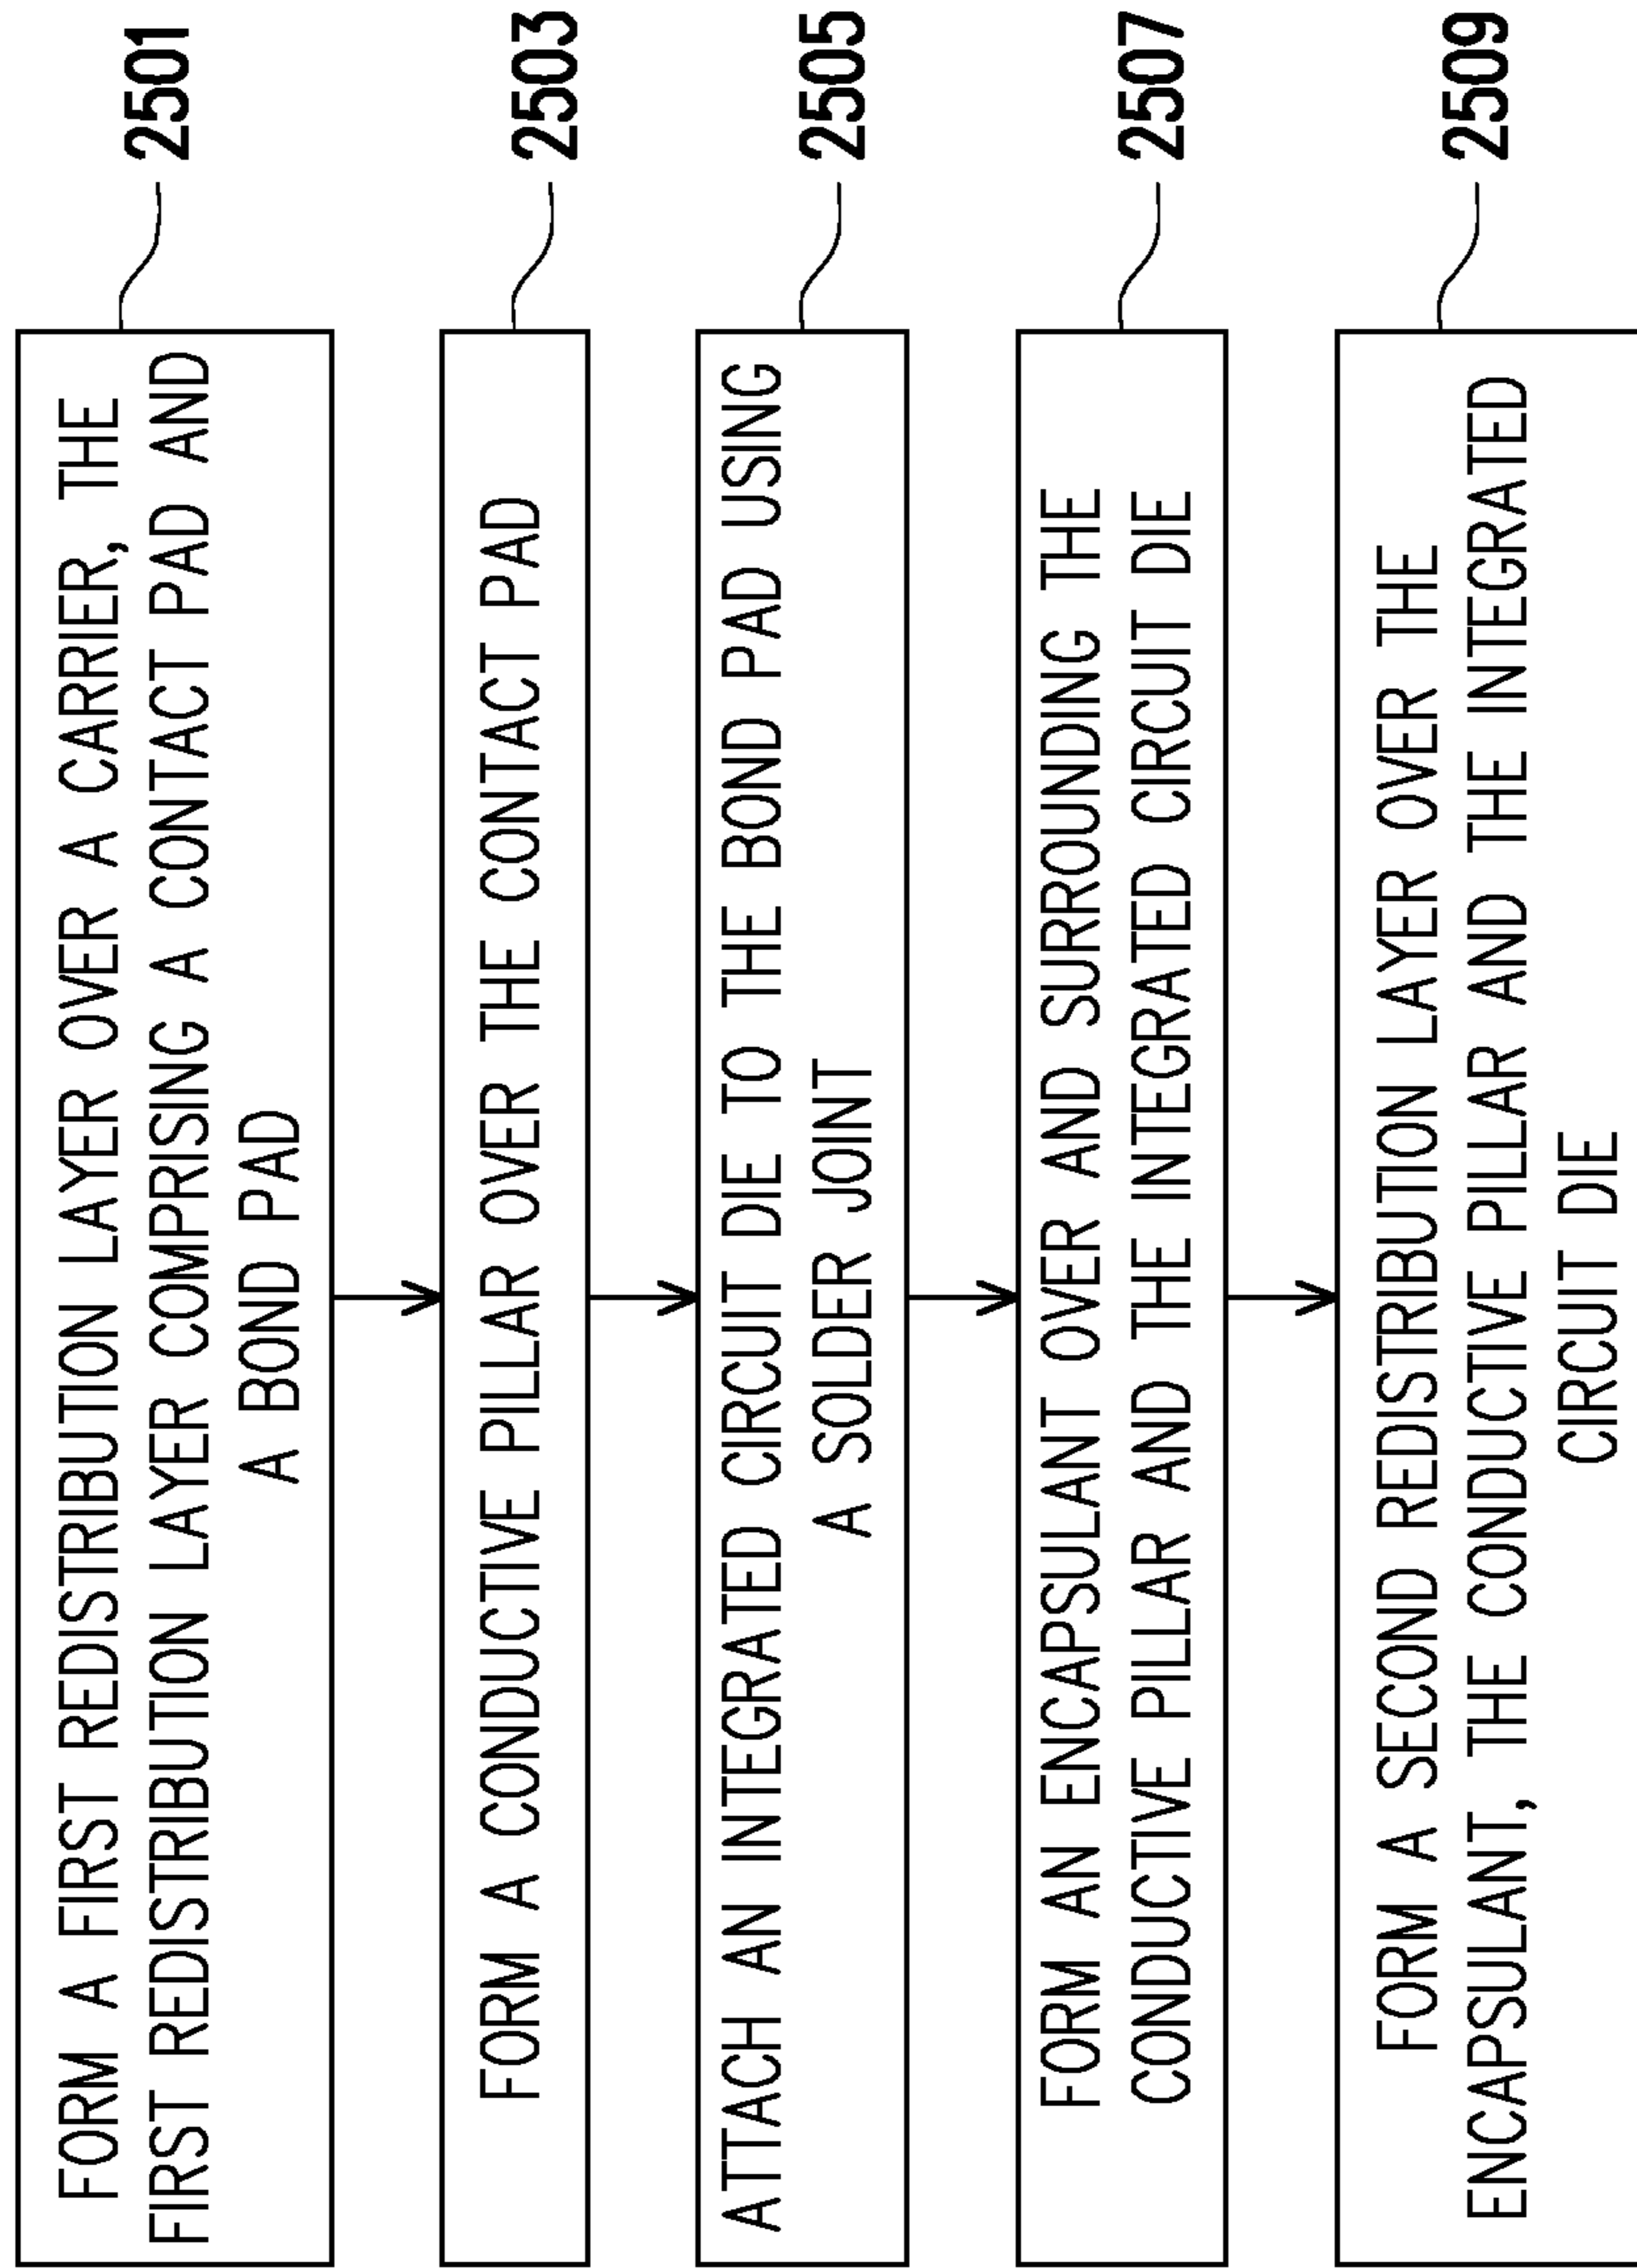 FORM A FIRST REDISTRIBUTION LAYER OVER A CARRIER, THE
FIRST REDISTRIBUTION LAYER COMPRISING A CONTACT PAD AND
A BOND PAD
2501
FORM A CONDUCTIVE PILLAR OVER THE CONTACT PAD
2503
ATTACH AN INTEGRATED CIRCUIT DIE TO THE BOND PAD USING
A SOLDER JOINT
2505
FORM AN ENCAPSULANT OVER AND SURROUNDING THE
CONDUCTIVE PILLAR AND THE INTEGRATED CIRCUIT DIE
2507
FORM A SECOND REDISTRIBUTION LAYER OVER THE
ENCAPSULANT, THE CONDUCTIVE PILLAR AND THE INTEGRATED
CIRCUIT DIE
2509